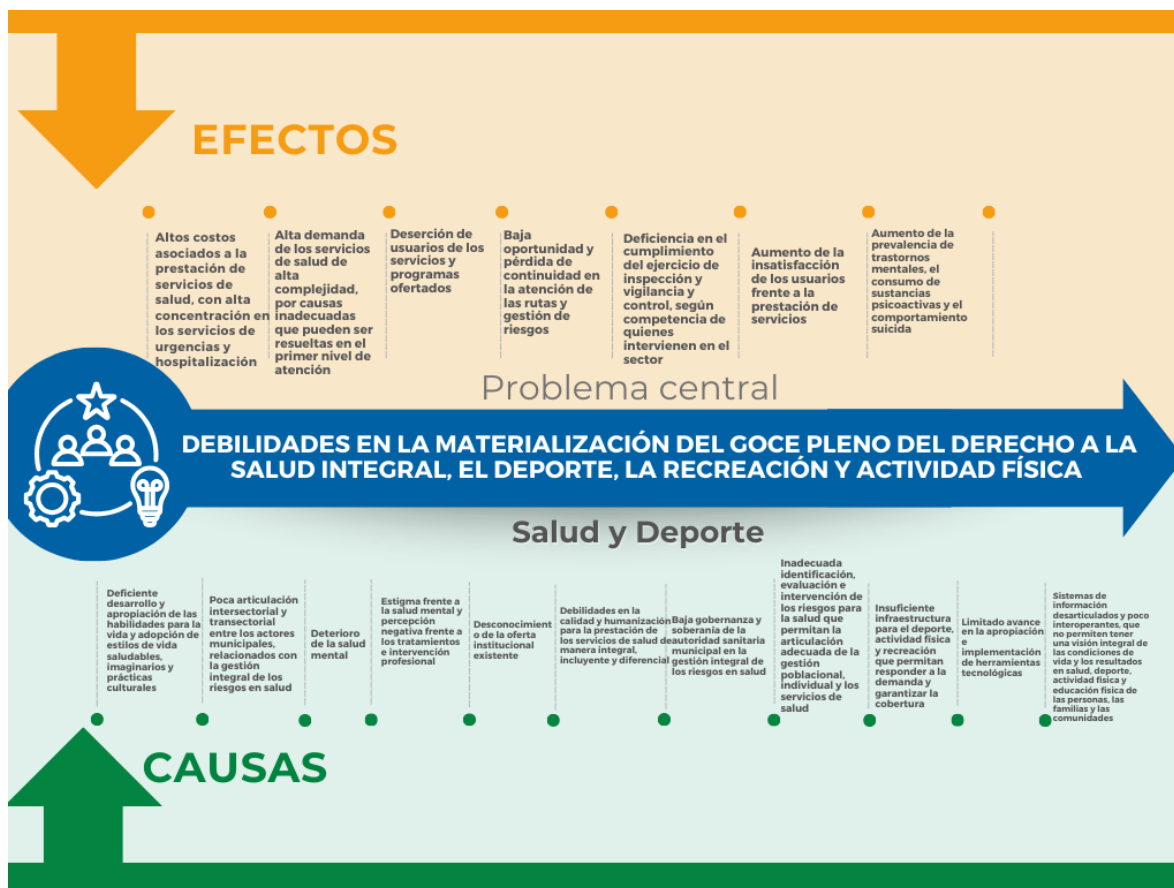 EFECTOS
Altos costos
asociados a la
prestación de
servicios de
salud, con alta
concentración en
los servicios de
urgencias y
hospitalización
Alta demanda
de los servicios
de salud de
alta
complejidad,
por causas
inadecuadas
que pueden ser
resueltas en el
primer nivel de
atención
Deserción de
usuarios de los
servicios y
programas
ofertados
Baja
oportunidad y
pérdida de
continuidad en
la atención de
las rutas y
gestión de
riesgos
Deficiencia en el
cumplimiento
del ejercicio de
inspección y
vigilancia y
control, según
competencia de
quienes
intervienen en el
sector
Aumento de la
insatisfacción
de los usuarios
frente a la
prestación de
servicios
Aumento de la
prevalencia de
trastornos
mentales, el
consumo de
sustancias
psicoactivas y el
comportamiento
suicida
Problema central
DEBILIDADES EN LA MATERIALIZACIÓN DEL GOCE PLENO DEL DERECHO A LA
SALUD INTEGRAL, EL DEPORTE, LA RECREACIÓN Y ACTIVIDAD FÍSICA
Salud y Deporte
Deficiente
desarrollo y
apropiación de las
habilidades para la
vida y adopción de
estilos de vida
saludables,
imaginarios y
prácticas
culturales
Poca articulación
intersectorial y
transectorial
entre los actores
municipales,
relacionados con
la gestión
integral de los
riesgos en salud
Deterioro
de la salud
mental
Estigma frente a
la salud mental y
percepción
negativa frente a
los tratamientos
e intervención
profesional
Desconocimient
o de la oferta
institucional
existente
Debilidades en la
calidad y humanización
para la prestación de
los servicios de salud de
manera integral,
incluyente y diferencial
Baja gobernanza y
soberanía de la
autoridad sanitaria
municipal en la
gestión integral de
los riesgos en salud
Inadecuada
identificación,
evaluación e
intervención de
los riesgos para
la salud que
permitan la
articulación
adecuada de la
gestión
poblacional,
individual y los
servicios de
salud
Insuficiente
infraestructura
para el deporte,
actividad física
y recreación
que permitan
responder a la
demanda y
garantizar la
cobertura
Limitado avance
en la apropiación
e
implementación
de herramientas
tecnológicas
Sistemas de
información
desarticulados y poco
interoperantes, que
no permiten tener
una visión integral de
las condiciones de
vida y los resultados
en salud, deporte,
actividad física y
educación física de
las personas, las
familias y las
comunidades
CAUSAS